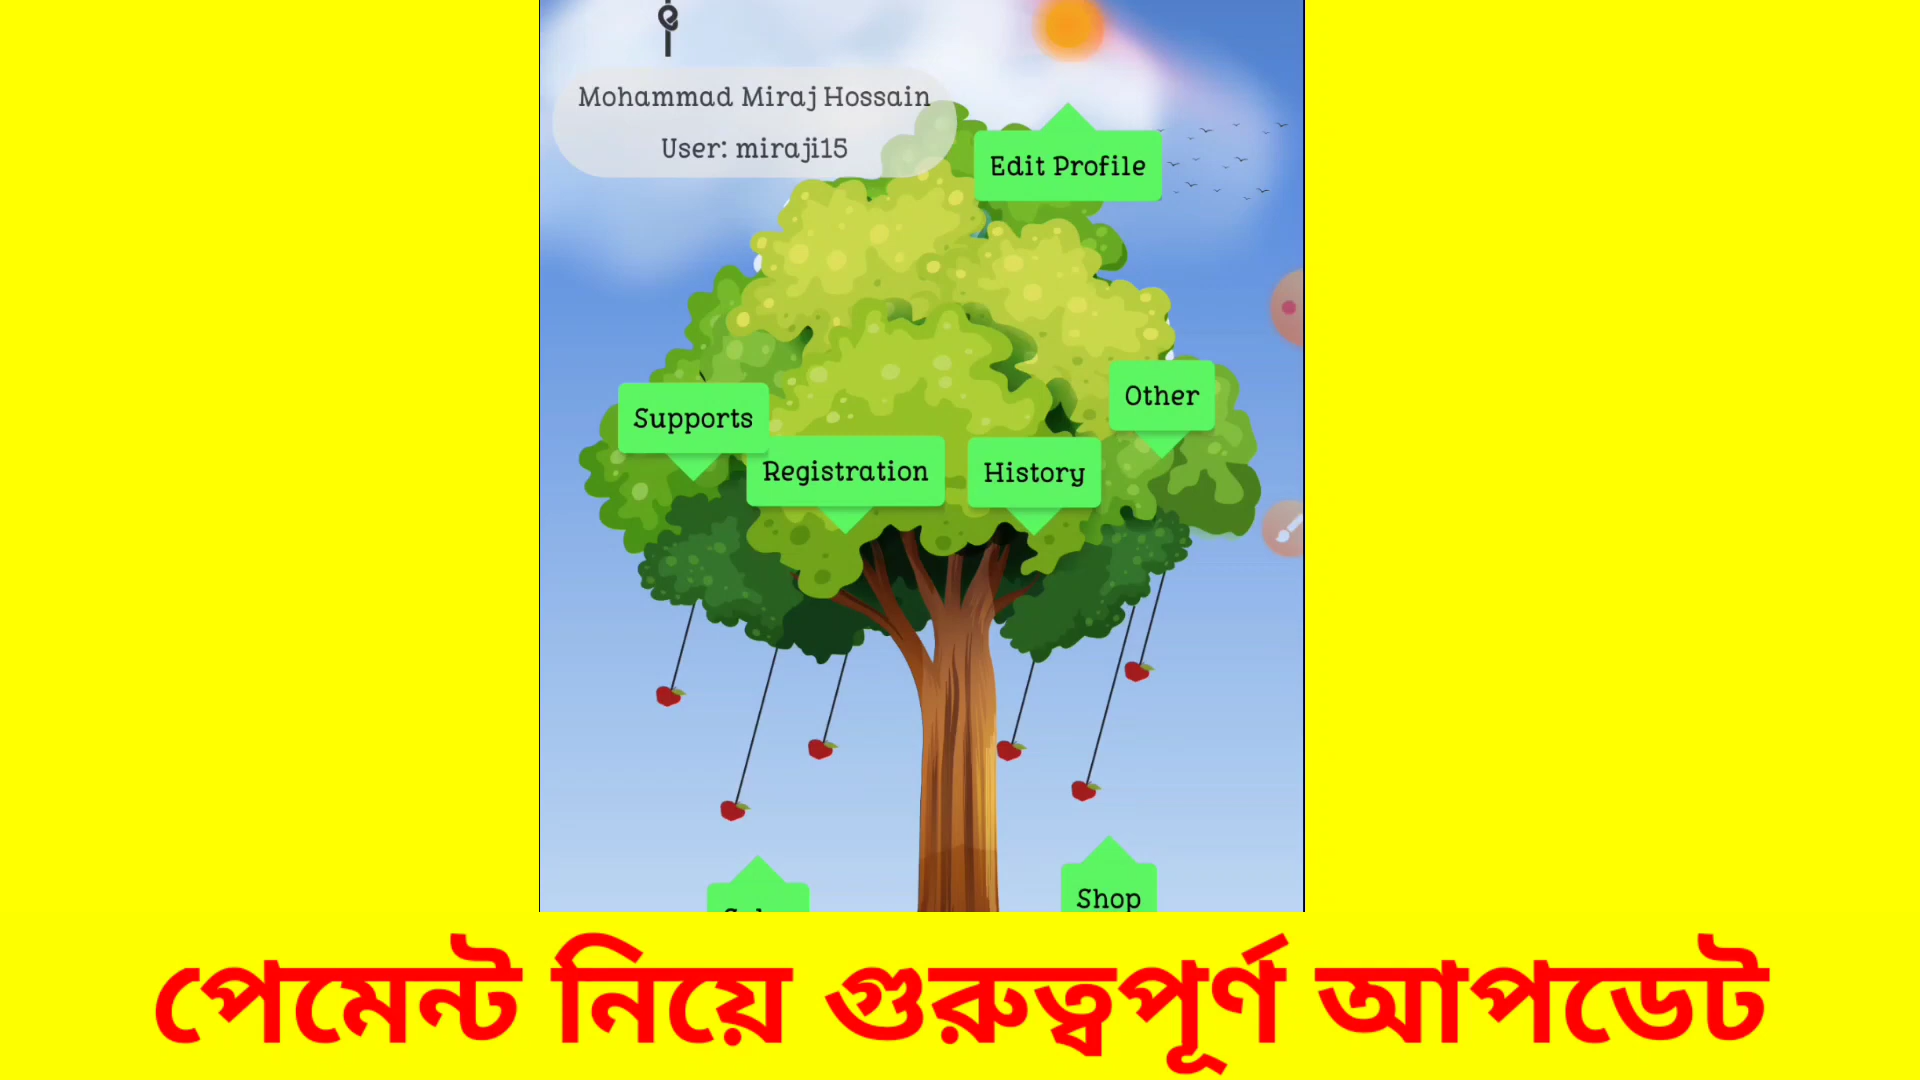 Mohammad Miraj Hossain
User: miraji15
Edit Profile
Other
Supports
Registration
History
Shop
পেমেন্ট নিয়ে গুরুত্বপূর্ণ আপডেট